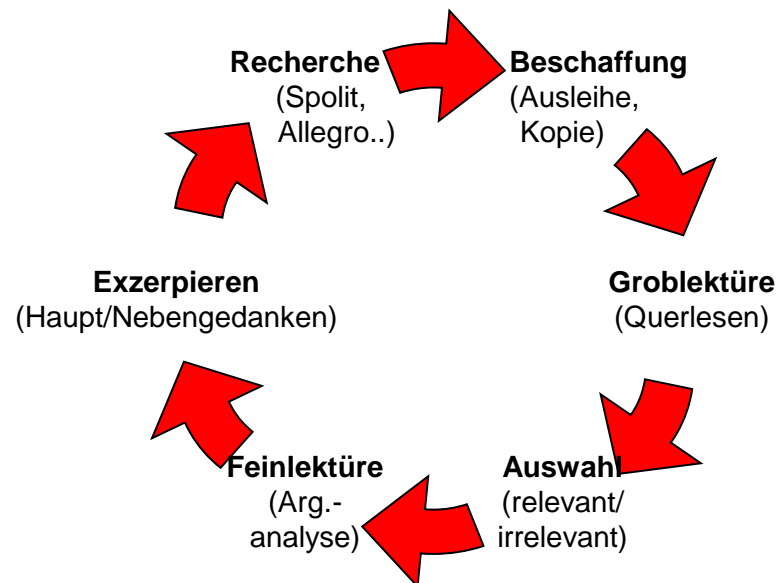 Recherche
(Spolit,
Allegro..)
Beschaffung
(Ausleihe,
Kopie)
Groblektüre
(Querlesen)
Auswahl
(relevant/
irrelevant)
Feinlektüre
(Arg.-
analyse)
Exzerpieren
(Haupt/Nebengedanken)